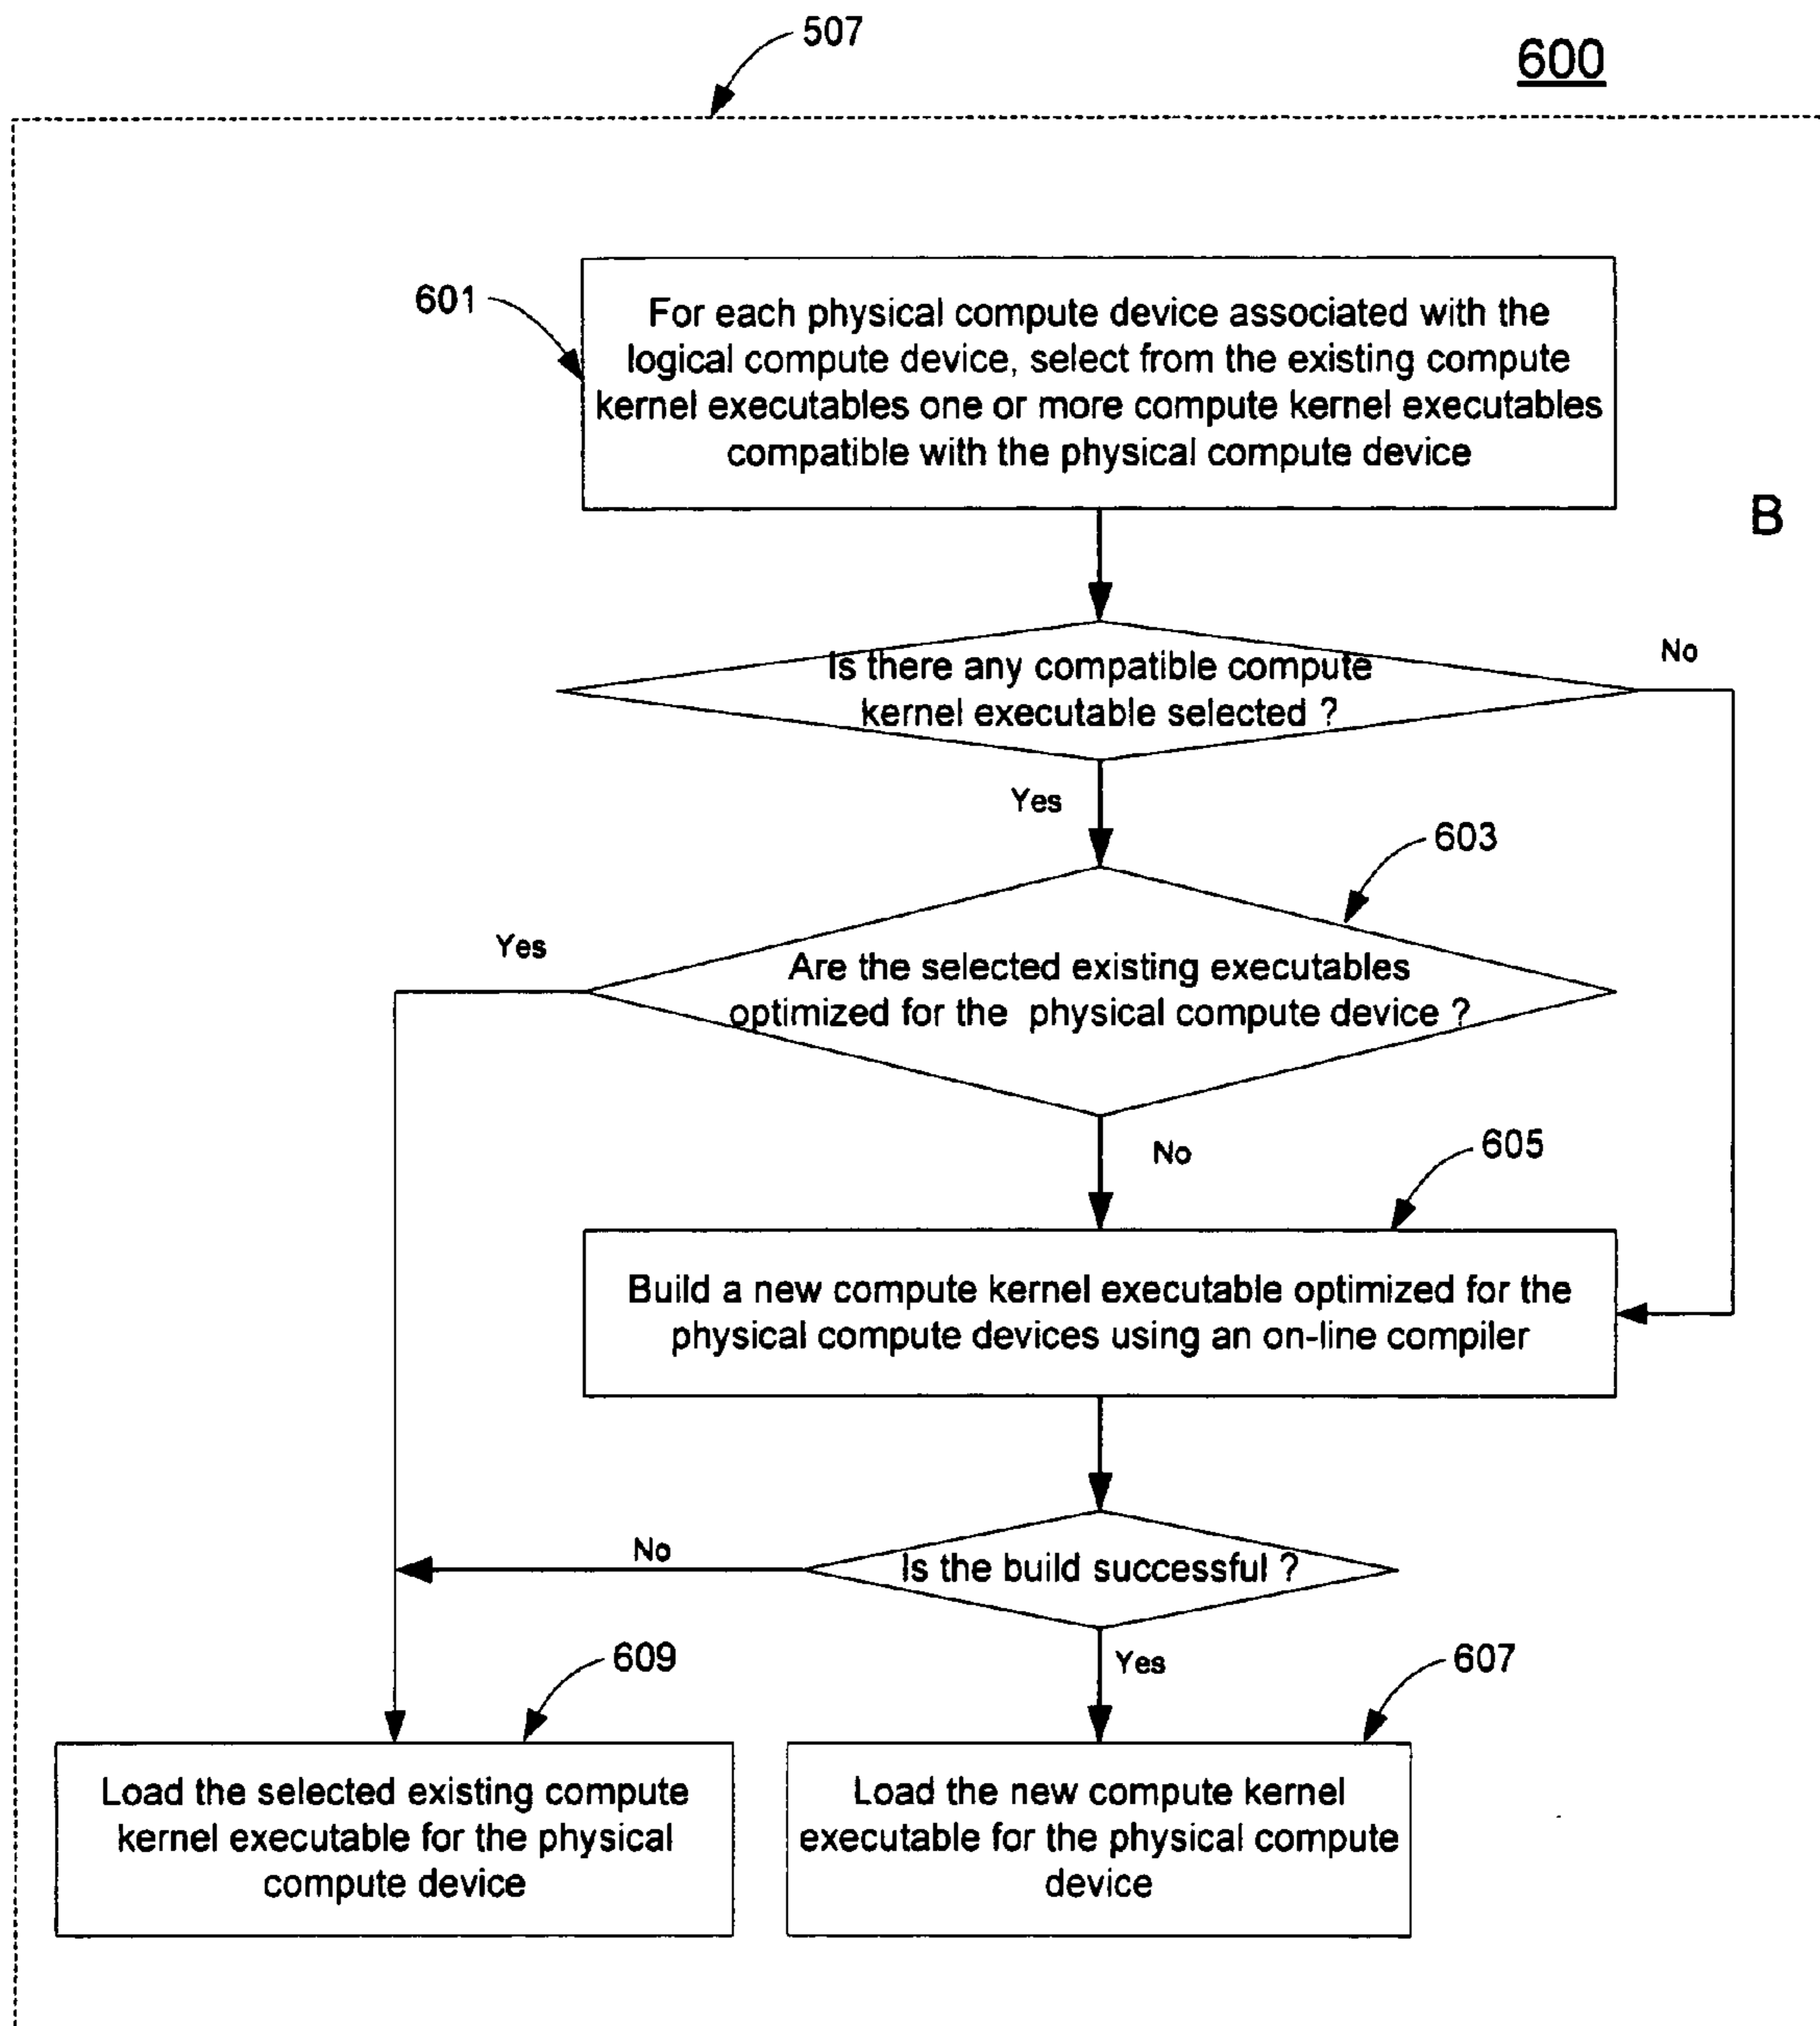 507
600
601
For each physical compute device associated with the
logical compute device, select from the existing compute
kernel executables one or more compute kernel executables
compatible with the physical compute device
B
Is there any compatible compute
kernel executable selected ?
No
Yes
603
Yes
Are the selected existing executables
optimized for the physical compute device ?
No
605
Build a new compute kernel executable optimized for the
physical compute devices using an on-line compiler
No
Is the build successful ?
Yes
609
607
Load the selected existing compute
kernel executable for the physical
compute device
Load the new compute kernel
executable for the physical compute
device